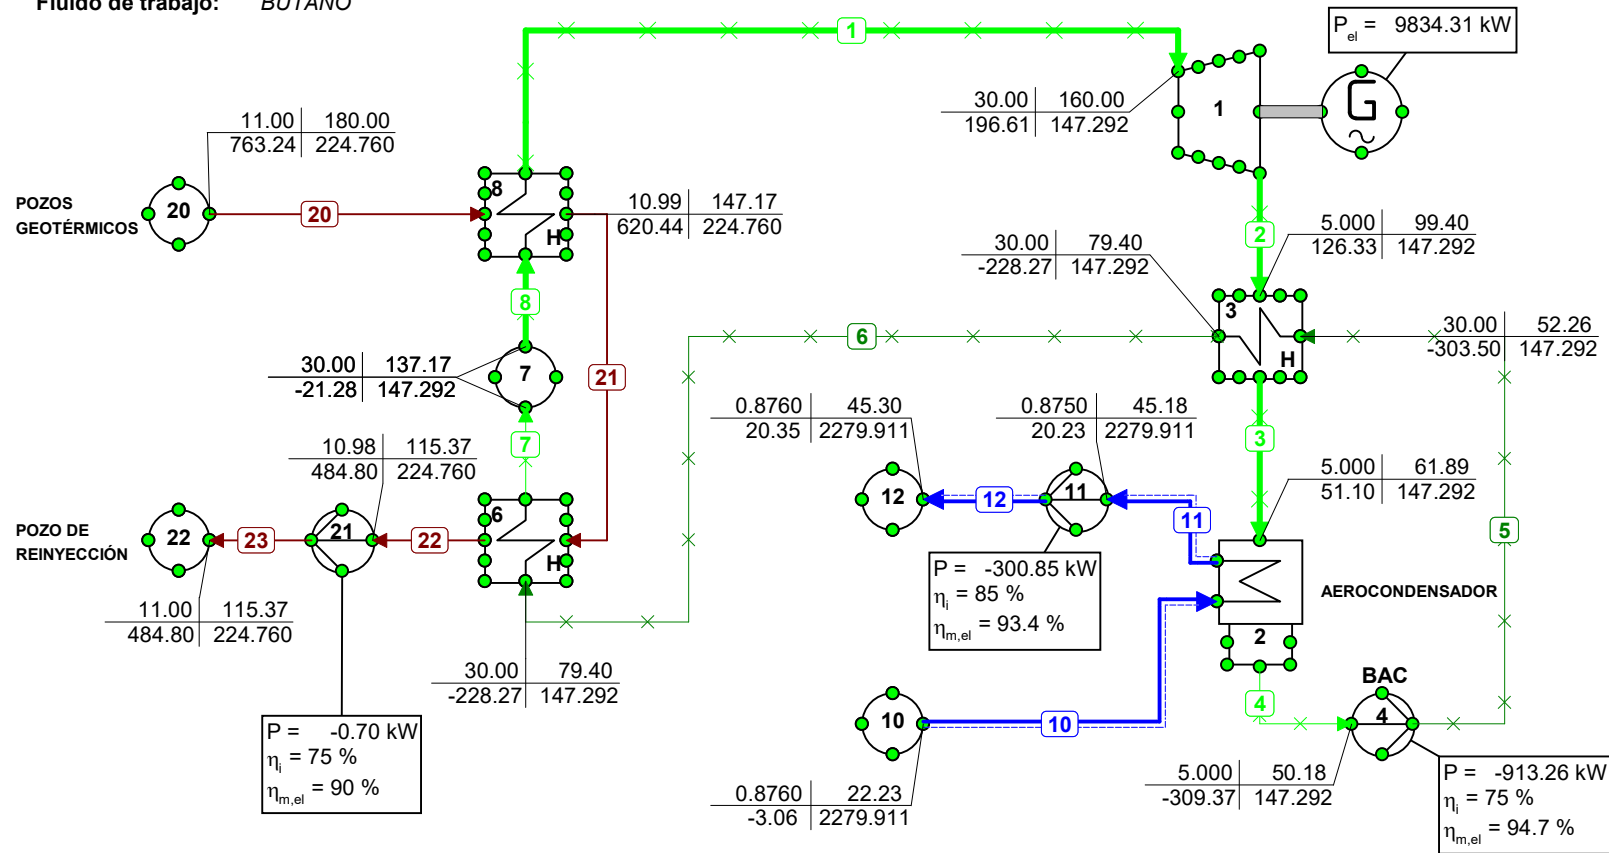 Fluido de trabajo: BUTANO
1
P el = 9834.31 kW
G
1
30.00 160.00
196.61 147.292
11.00 180.00
763.24 224.760
8
H
10.99 147.17
620.44 224.760
POZOS
GEOTÉRMICOS
20
20
2
5.000 99.40
126.33 147.292
30.00 79.40
-228.27 147.292
8
3
H
6
30.00 52.26
-303.50 147.292
30.00 137.17
-21.28 147.292
7
21
0.8760 45.30
20.35 2279.911
0.8750 45.18
20.23 2279.911
3
7
10.98 115.37
484.80 224.760
5.000 61.89
51.10 147.292
12
12
11
11
6
H
POZO DE
REINYECCIÓN
22
23
21
22
5
P = -300.85 kW
ηi = 85 %
ηm,el = 93.4 %
AEROCONDENSADOR
2
11.00 115.37
484.80 224.760
30.00 79.40
-228.27 147.292
BAC
4
4
10
10
P = -0.70 kW
ηi = 75 %
ηm,el = 90 %
0.8760 22.23
-3.06 2279.911
5.000 50.18
-309.37 147.292
P = -913.26 kW
ηi = 75 %
ηm,el = 94.7 %